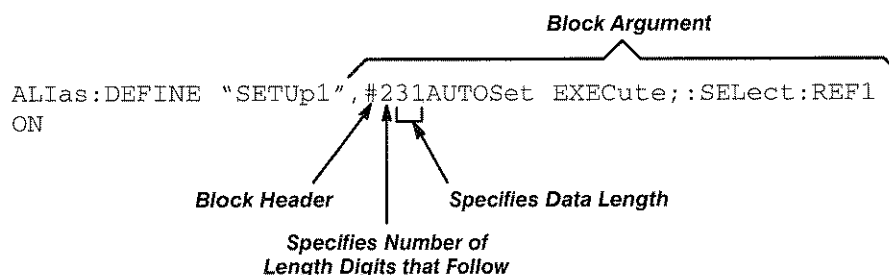 Block Argument
ALIas:DEFINE “SETUp1”,#231AUTOSet EXECute;:SELect:REF1
ON
Block Header
Specifies Data Length
Specifies Number of
Length Digits that Follow